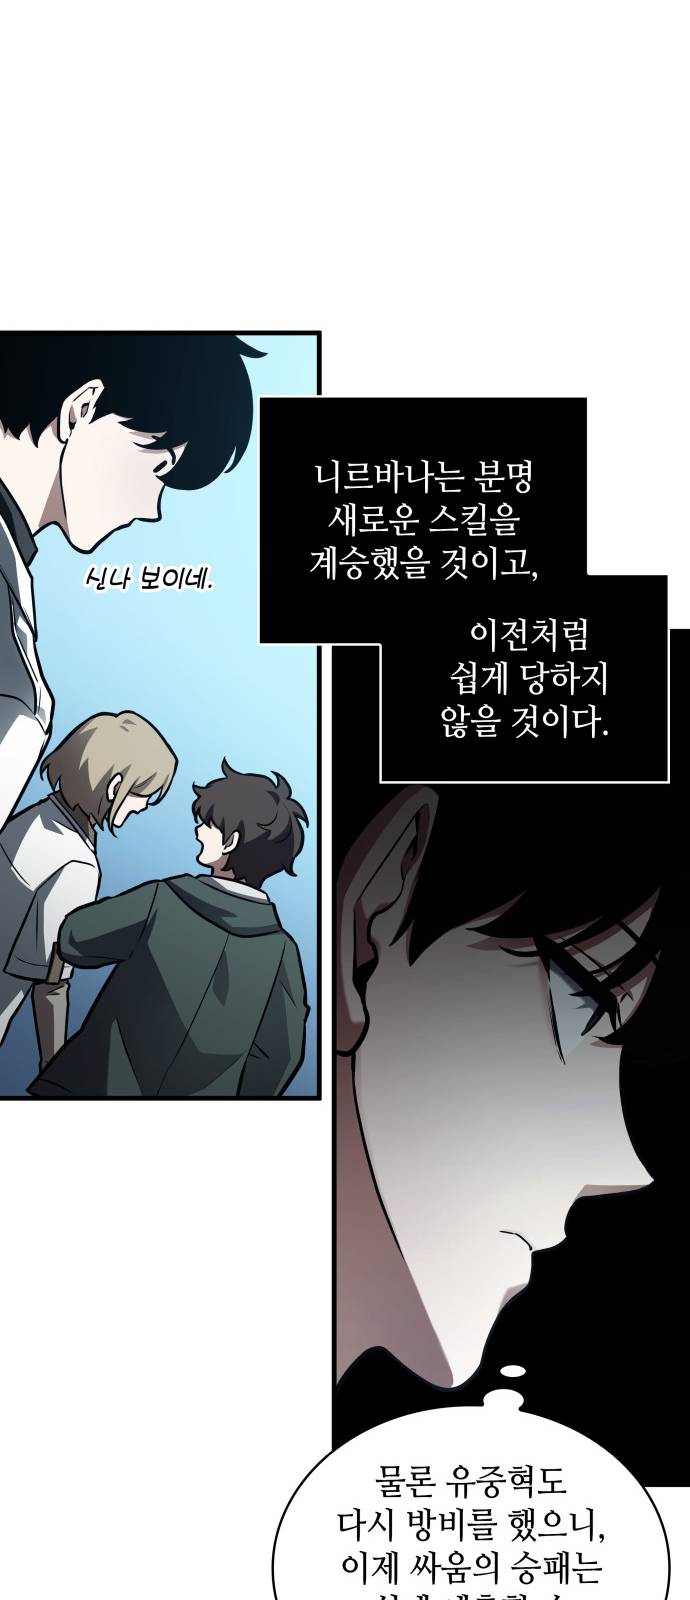 신나 보이네.
니르바나는 분명
새로운 스킬을
계승했을 것이고,
이전처럼
쉽게 당하지
않을 것이다.
물론 유중혁도
다시 방비를 했으니,
이제 싸움의 승패는